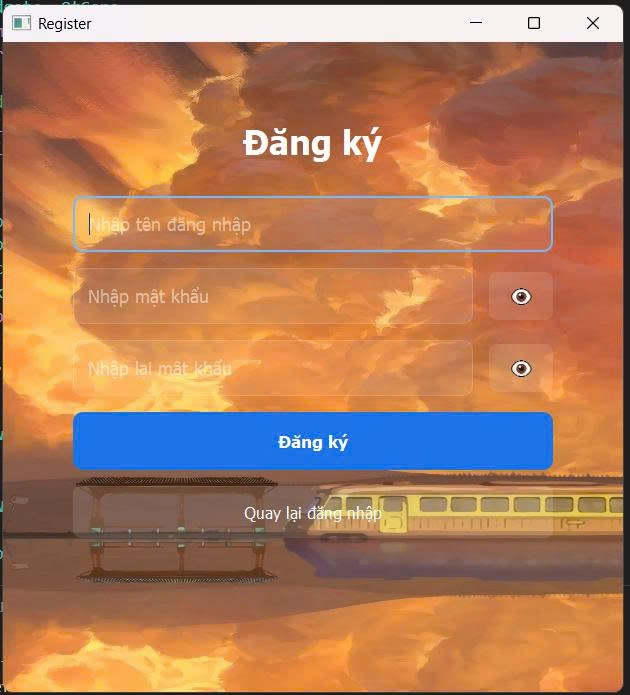 Register
Đăng ký
Nhập tên đăng nhập
Nhập mật khẩu
Nhập lại mật khẩu
Đăng ký
Quay lại đăng nhập